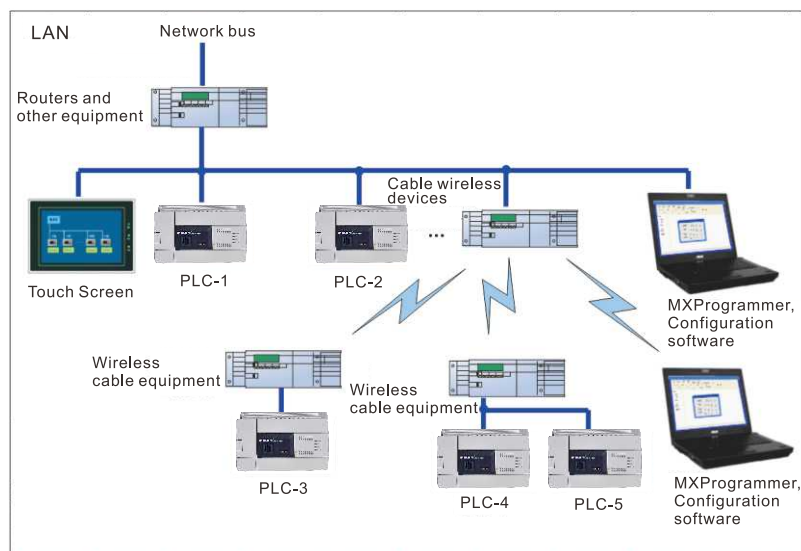 LAN
Network bus
Routers and
other equipment
Cable wireless
devices
Touch Screen
PLC-1
PLC-2
...
MXProgrammer,
Configuration
software
Wireless
cable equipment
PLC-3
Wireless
cable equipment
PLC-4
PLC-5
MXProgrammer,
Configuration
software